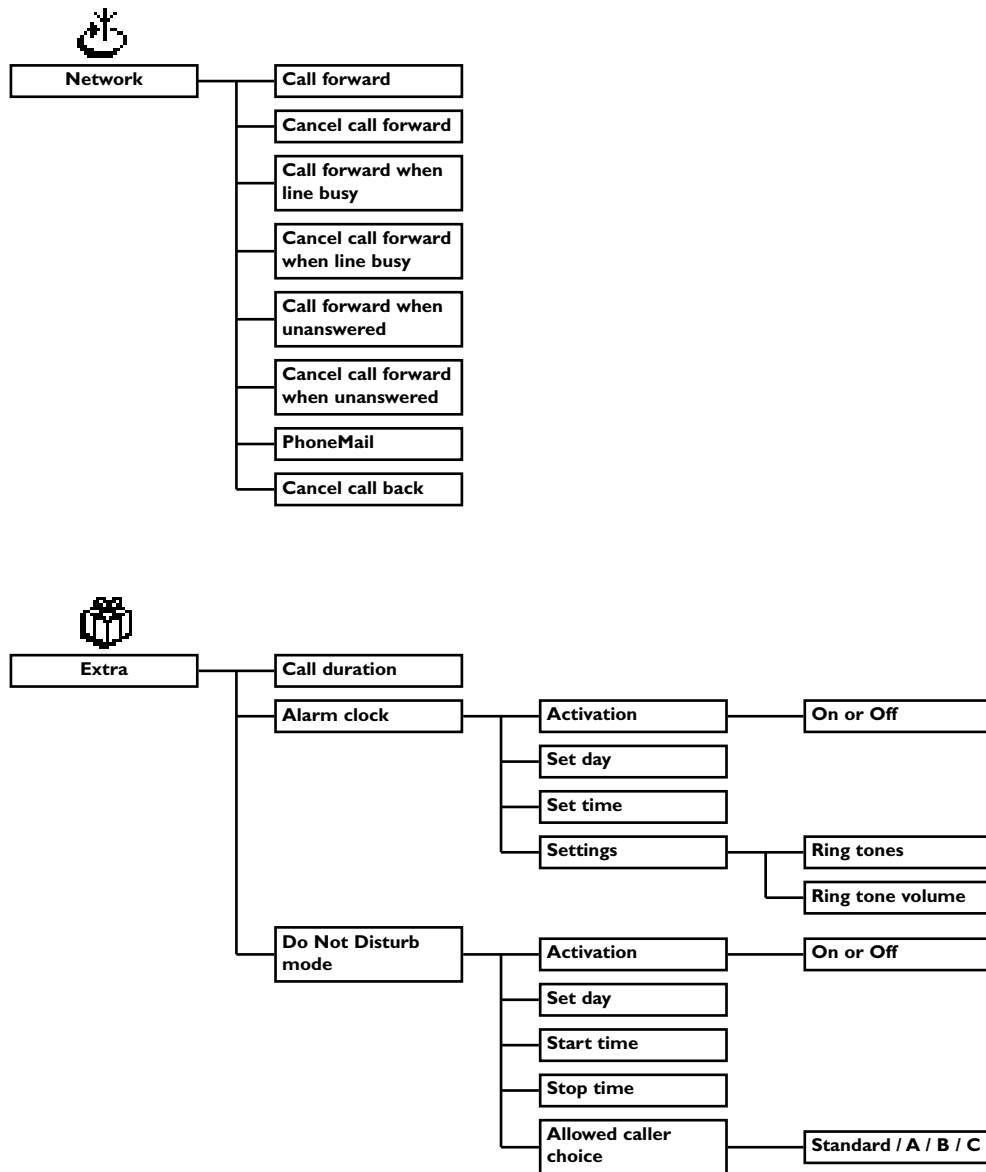 Network
Call forward
Cancel call forward
Call forward when
line busy
Cancel call forward
when line busy
Call forward when
unanswered
Cancel call forward
when unanswered
PhoneMail
Cancel call back
Extra
Call duration
Alarm clock
Activation
On or Off
Set day
Set time
Settings
Ring tones
Ring tone volume
Do Not Disturb
mode
Activation
On or Off
Set day
Start time
Stop time
Allowed caller
choice
Standard / A / B / C